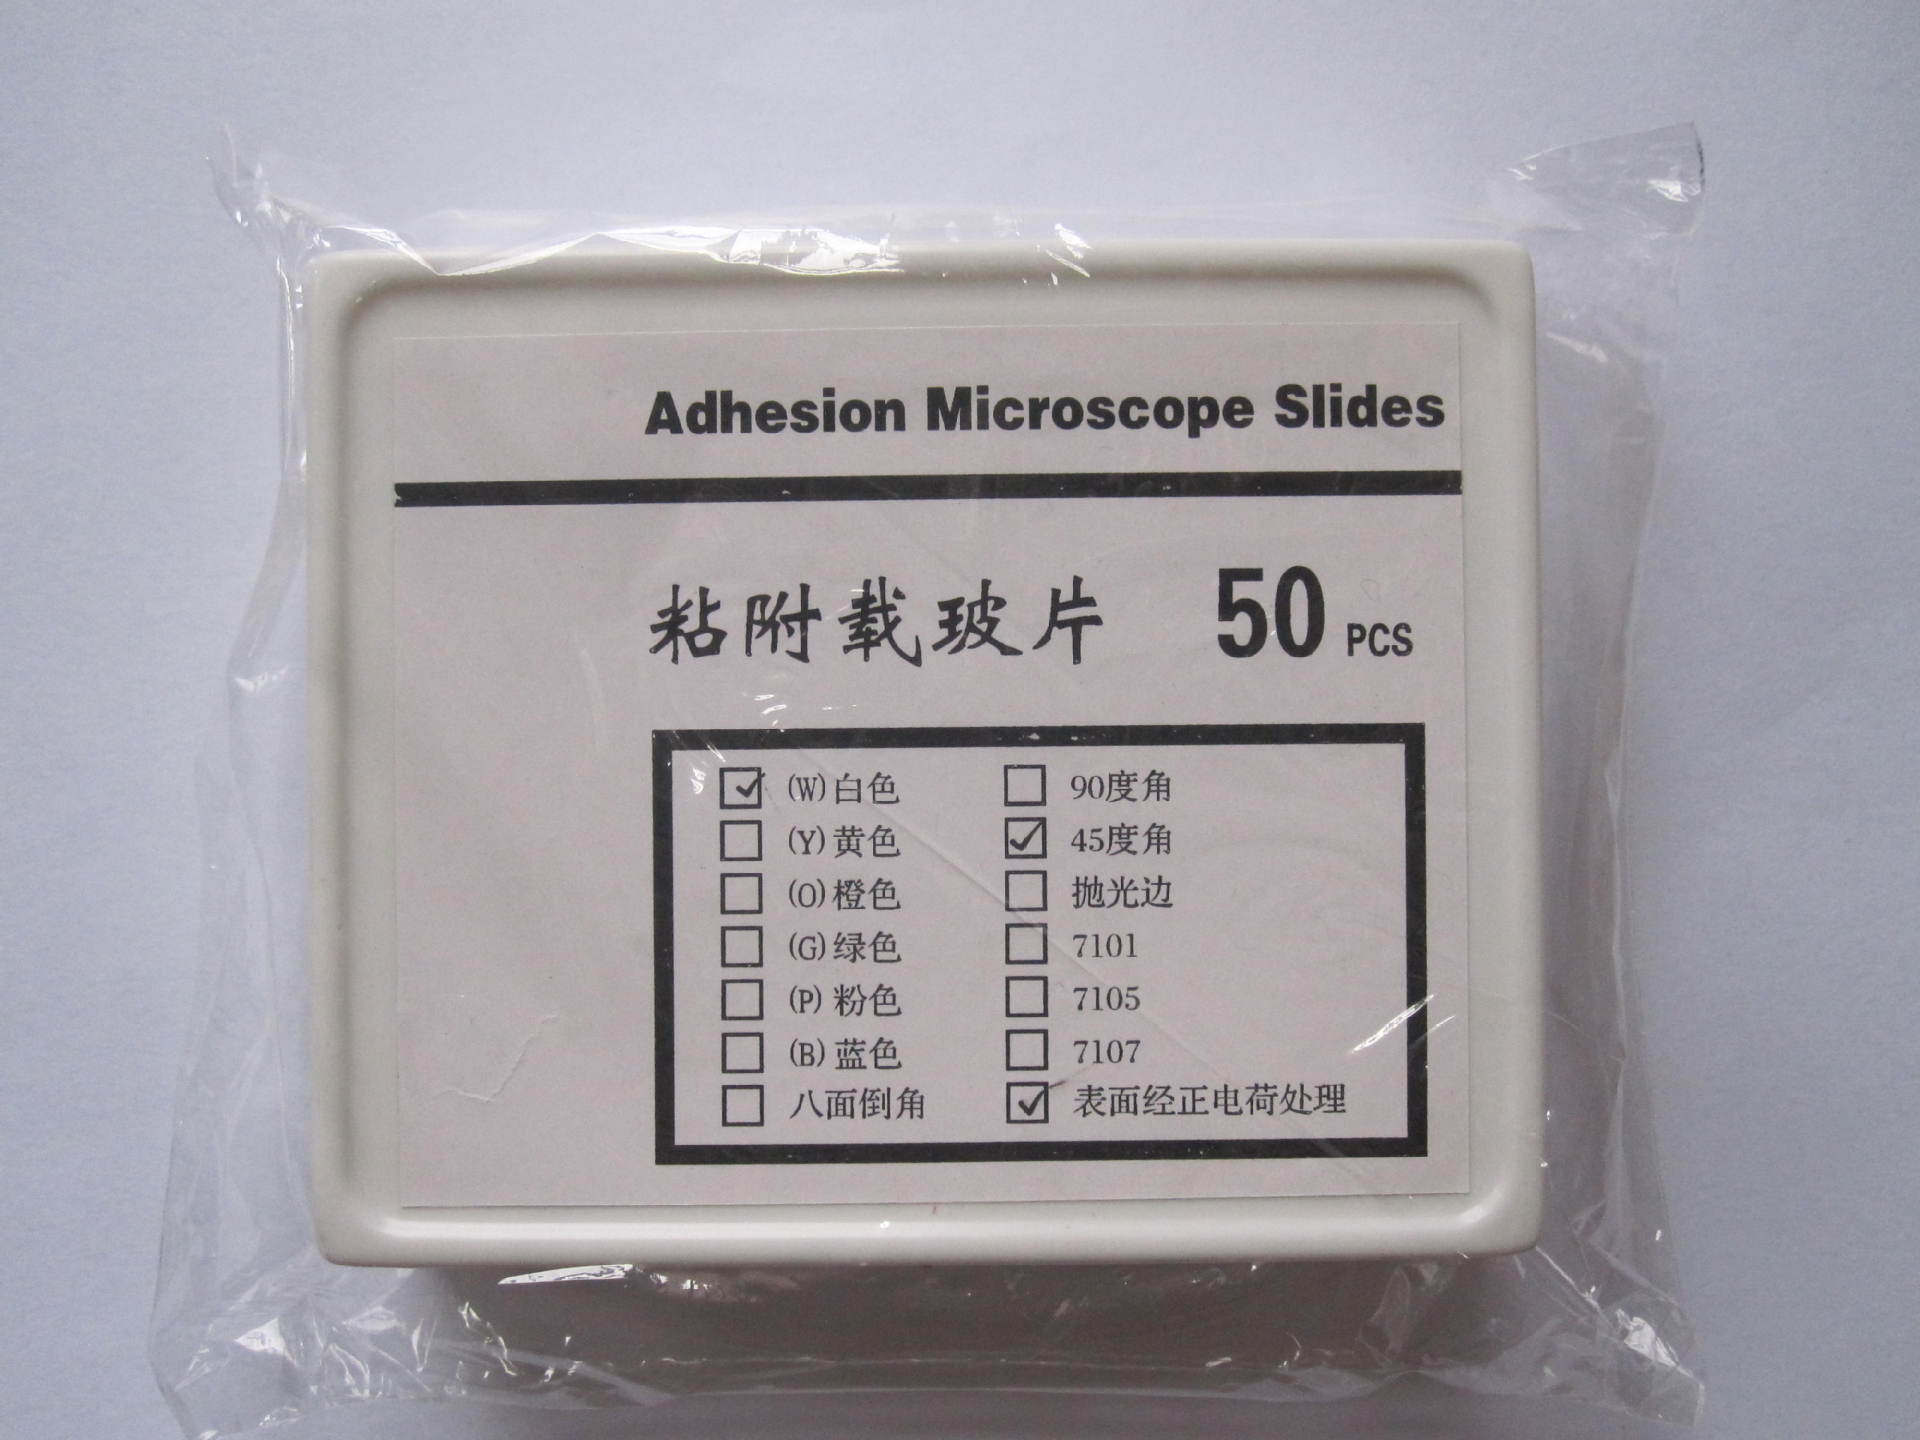 Adhesion Microscope Slides
粘附载玻片 50 PCS
☑ (W) 白色 ☐ 90度角
☐ (Y) 黄色 ☑ 45度角
☐ (O) 橙色 ☐ 抛光边
☐ (G) 绿色 ☐ 7101
☐ (P) 粉色 ☐ 7105
☐ (B) 蓝色 ☐ 7107
☐ 八面倒角 ☑ 表面经正电荷处理